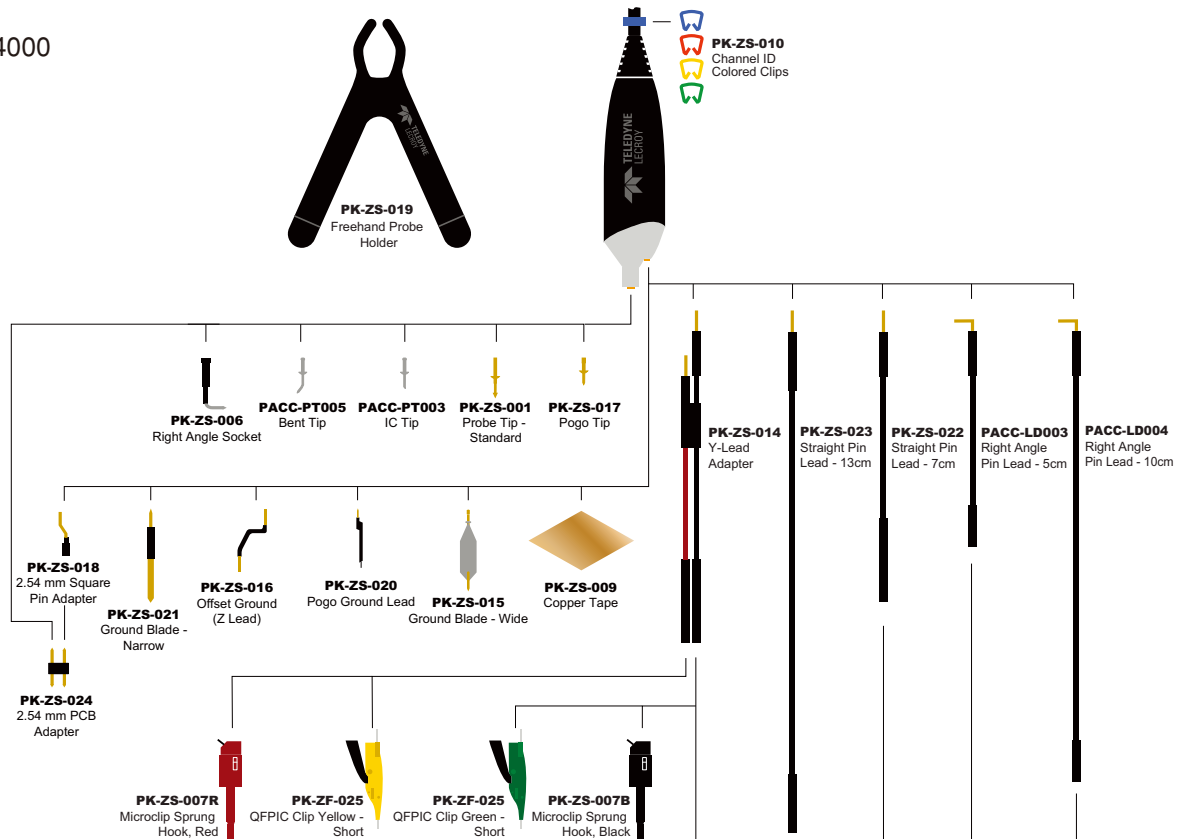 4000
PK-ZS-010
Channel ID
Colored Clips
TELEDYNE
LECROY
TELEDYNE
LECROY
PK-ZS-019
Freehand Probe
Holder
PK-ZS-006
Right Angle Socket
PACC-PT005
Bent Tip
PACC-PT003
IC Tip
PK-ZS-001
Probe Tip -
Standard
PK-ZS-017
Pogo Tip
PK-ZS-014
Y-Lead
Adapter
PK-ZS-023
Straight Pin
Lead - 13cm
PK-ZS-022
Straight Pin
Lead - 7cm
PACC-LD003
Right Angle
Pin Lead - 5cm
PACC-LD004
Right Angle
Pin Lead - 10cm
PK-ZS-018
2.54 mm Square
Pin Adapter
PK-ZS-021
Ground Blade -
Narrow
PK-ZS-016
Offset Ground
(Z Lead)
PK-ZS-020
Pogo Ground Lead
PK-ZS-015
Ground Blade - Wide
PK-ZS-009
Copper Tape
PK-ZS-024
2.54 mm PCB
Adapter
PK-ZS-007R
Microclip Sprung
Hook, Red
PK-ZF-025
QFPIC Clip Yellow -
Short
PK-ZF-025
QFPIC Clip Green -
Short
PK-ZS-007B
Microclip Sprung
Hook, Black